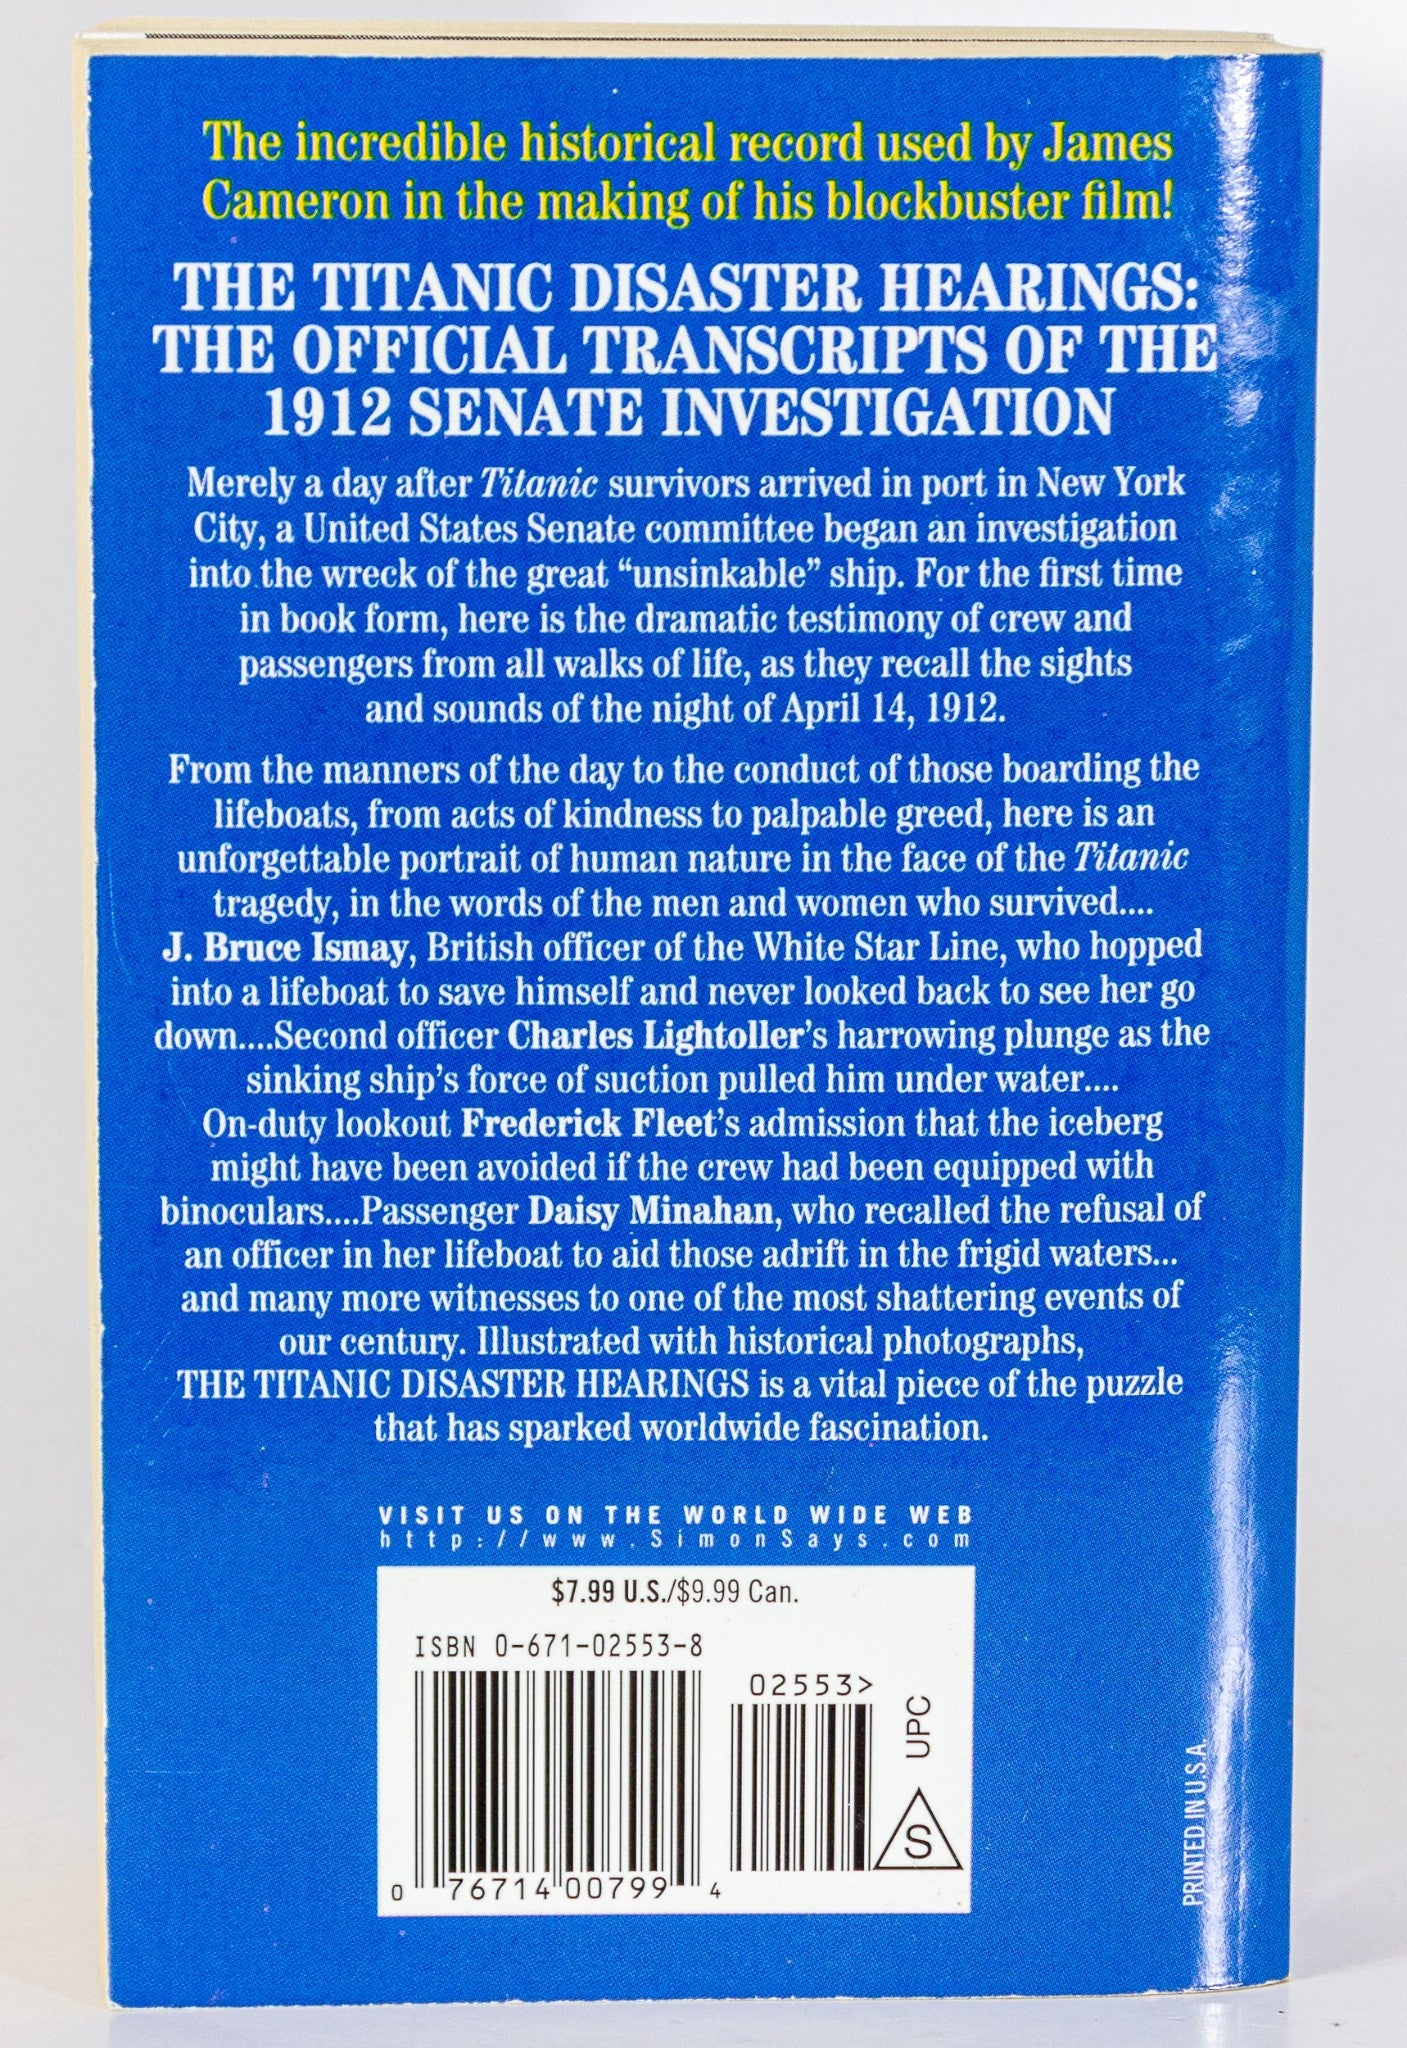 The incredible historical record used by James
Cameron in the making of his blockbuster film!
THE TITANIC DISASTER HEARINGS:
THE OFFICIAL TRANSCRIPTS OF THE
1912 SENATE INVESTIGATION
Merely a day after Titanic survivors arrived in port in New York
City, a United States Senate committee began an investigation
into the wreck of the great “unsinkable” ship. For the first time
in book form, here is the dramatic testimony of crew and
passengers from all walks of life, as they recall the sights
and sounds of the night of April 14, 1912.
From the manners of the day to the conduct of those boarding the
lifeboats, from acts of kindness to palpable greed, here is an
unforgettable portrait of human nature in the face of the Titanic
tragedy, in the words of the men and women who survived....
J. Bruce Ismay, British officer of the White Star Line, who hopped
into a lifeboat to save himself and never looked back to see her go
down....Second officer Charles Lightoller’s harrowing plunge as the
sinking ship’s force of suction pulled him under water....
On-duty lookout Frederick Fleet’s admission that the iceberg
might have been avoided if the crew had been equipped with
binoculars....Passenger Daisy Minahan, who recalled the refusal of
an officer in her lifeboat to aid those adrift in the frigid waters...
and many more witnesses to one of the most shattering events of
our century. Illustrated with historical photographs,
THE TITANIC DISASTER HEARINGS is a vital piece of the puzzle
that has sparked worldwide fascination.
VISIT US ON THE WORLD WIDE WEB
http://www.SimonSays.com
$7.99 U.S./$9.99 Can.
ISBN 0-671-02553-8
02553>
UPC
S
0 76714 00799 4
PRINTED IN U.S.A.